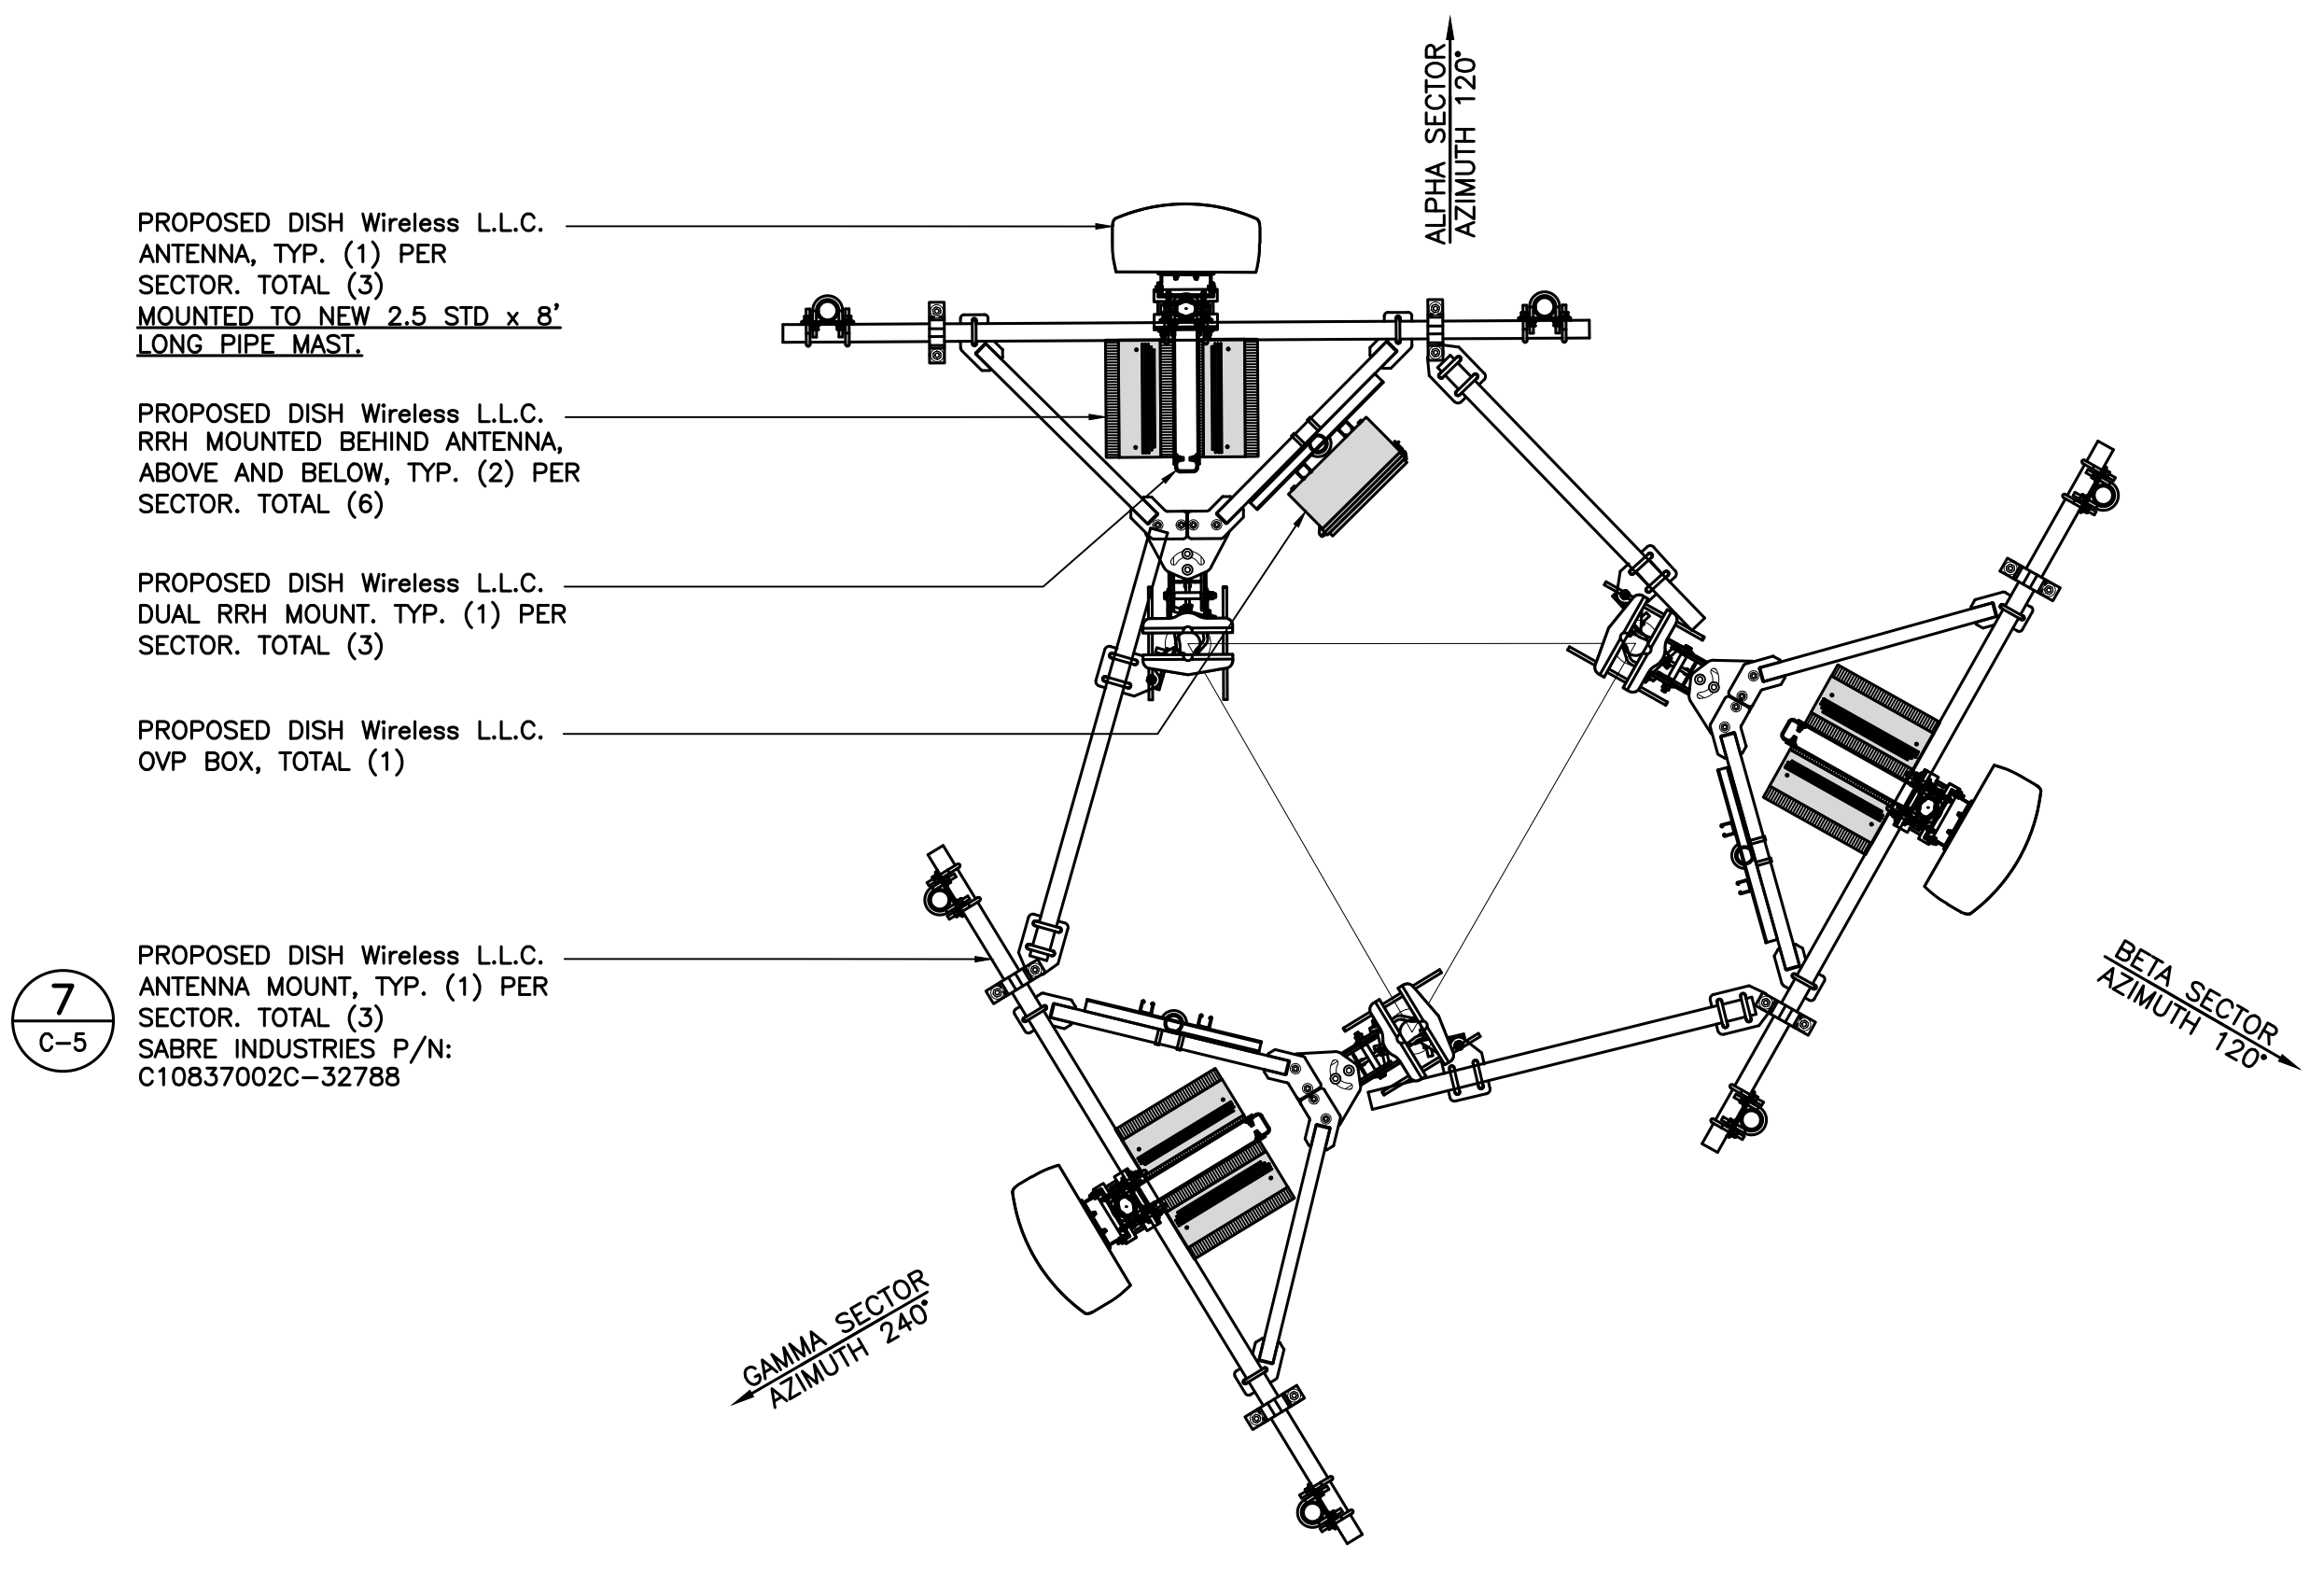 ALPHA SECTOR
AZIMUTH 120°
PROPOSED DISH Wireless L.L.C.
ANTENNA, TYP. (1) PER
SECTOR. TOTAL (3)
MOUNTED TO NEW 2.5 STD x 8'
LONG PIPE MAST.
PROPOSED DISH Wireless L.L.C.
RRH MOUNTED BEHIND ANTENNA,
ABOVE AND BELOW, TYP. (2) PER
SECTOR. TOTAL (6)
PROPOSED DISH Wireless L.L.C.
DUAL RRH MOUNT. TYP. (1) PER
SECTOR. TOTAL (3)
PROPOSED DISH Wireless L.L.C.
OVP BOX, TOTAL (1)
7
C-5
PROPOSED DISH Wireless L.L.C.
ANTENNA MOUNT, TYP. (1) PER
SECTOR. TOTAL (3)
SABRE INDUSTRIES P/N:
C10837002C-32788
BETA SECTOR
AZIMUTH 120°
GAMMA SECTOR
AZIMUTH 240°